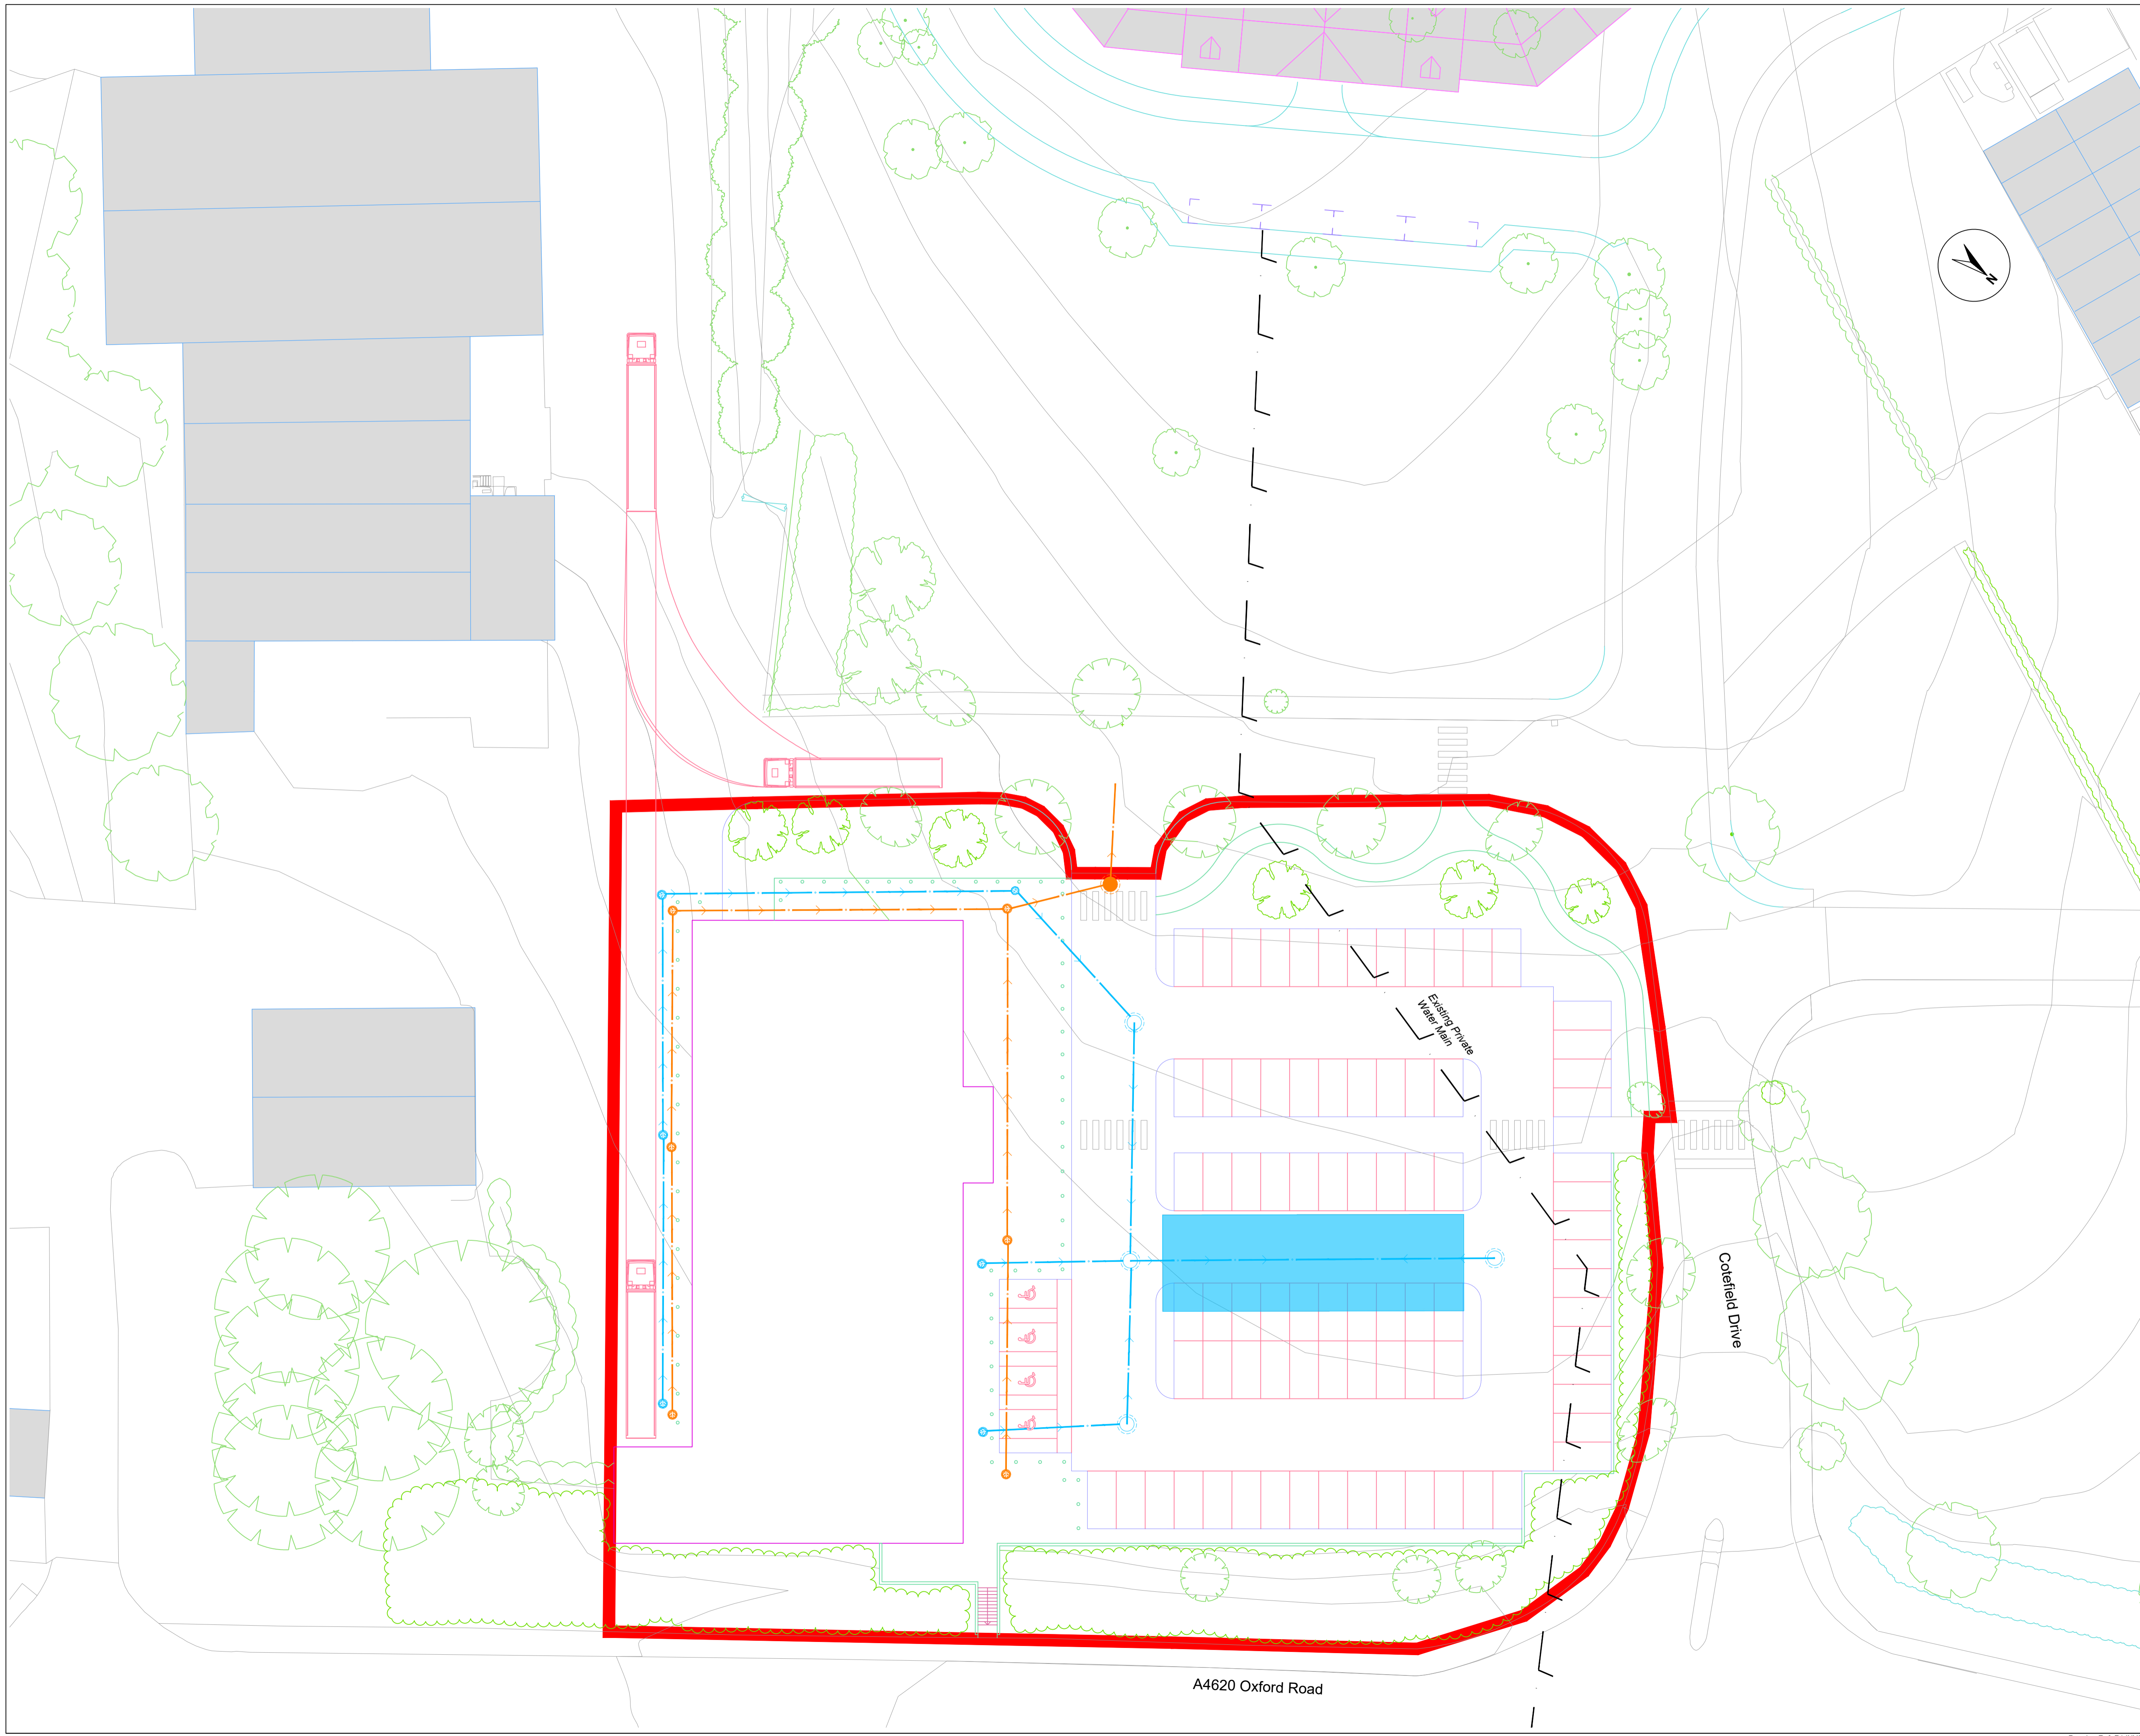 N
Existing Private
Water Main
Cotefield Drive
A4620 Oxford Road